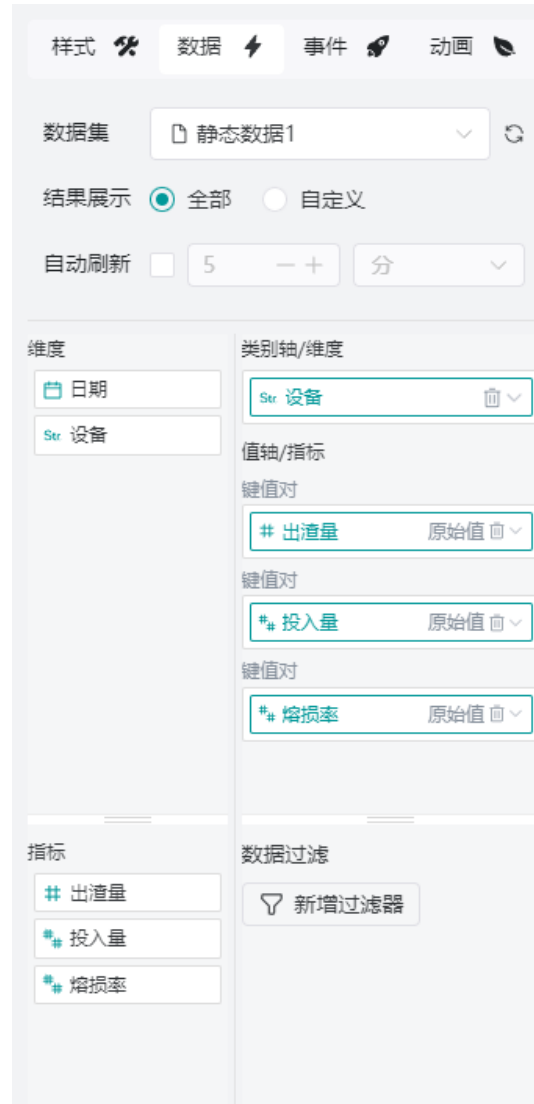 样式 数据 事件 动画
数据集 静态数据1
结果展示 全部 自定义
自动刷新 5 — + 分
维度
日期
Str 设备
类别轴/维度
Str 设备
值轴/指标
键值对
# 出渣量 原始值
键值对
## 投入量 原始值
键值对
## 熔损率 原始值
指标
# 出渣量
## 投入量
## 熔损率
数据过滤
新增过滤器